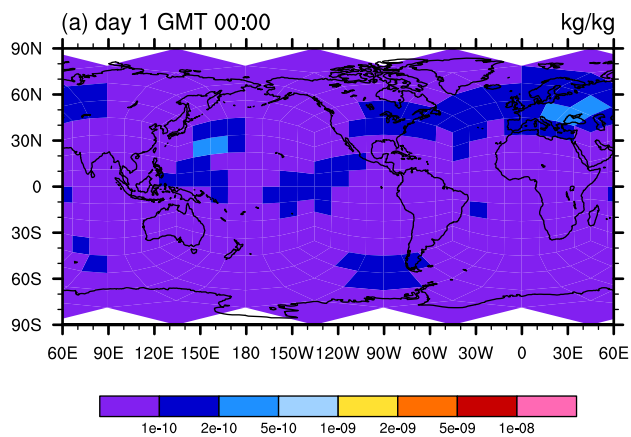 (a) day 1 GMT 00:00 kg/kg
90N
60N
30N
0
30S
60S
90S
60E 90E 120E 150E 180 150W 120W 90W 60W 30W 0 30E 60E
1e-10 2e-10 5e-10 1e-09 2e-09 5e-09 1e-08